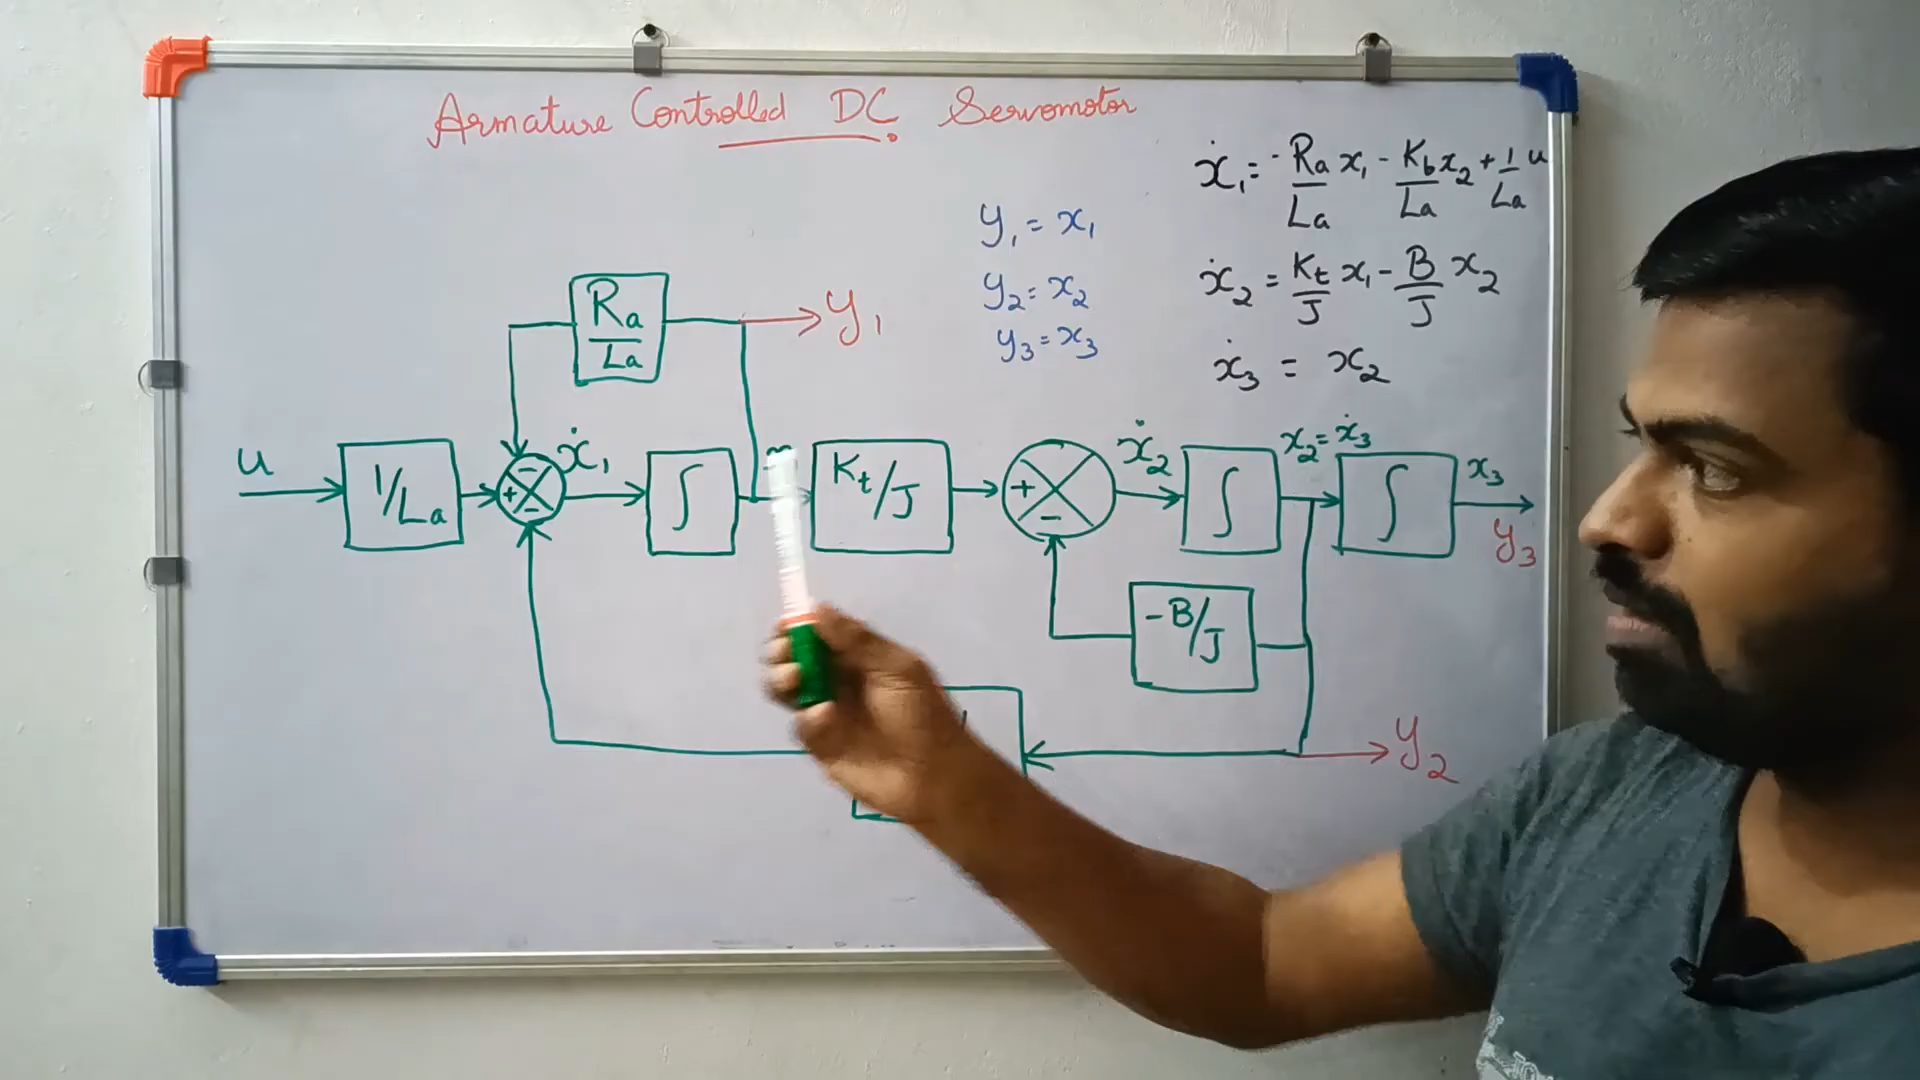 Armature Controlled DC Servomotor
ẋ₁ = -Ra/La x₁ - Kb/La x₂ + 1/La u
y₁ = x₁
ẋ₂ = Kt/J x₁ - B/J x₂
y₂ = x₂
y₃ = x₃
ẋ₃ = x₂
Ra/La
y₁
u
1/La
+
-
-
ẋ₁
∫
Kt/J
+
-
ẋ₂
∫
x₂ = ẋ₃
∫
x₃
y₃
-B/J
y₂